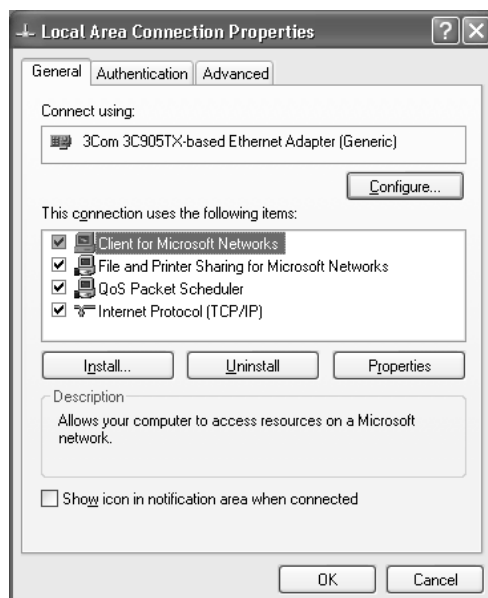 Local Area Connection Properties
General Authentication Advanced
Connect using:
3Com 3C905TX-based Ethernet Adapter (Generic)
Configure...
This connection uses the following items:
Client for Microsoft Networks
File and Printer Sharing for Microsoft Networks
QoS Packet Scheduler
Internet Protocol (TCP/IP)
Install... Uninstall Properties
Description
Allows your computer to access resources on a Microsoft
network.
Show icon in notification area when connected
OK Cancel